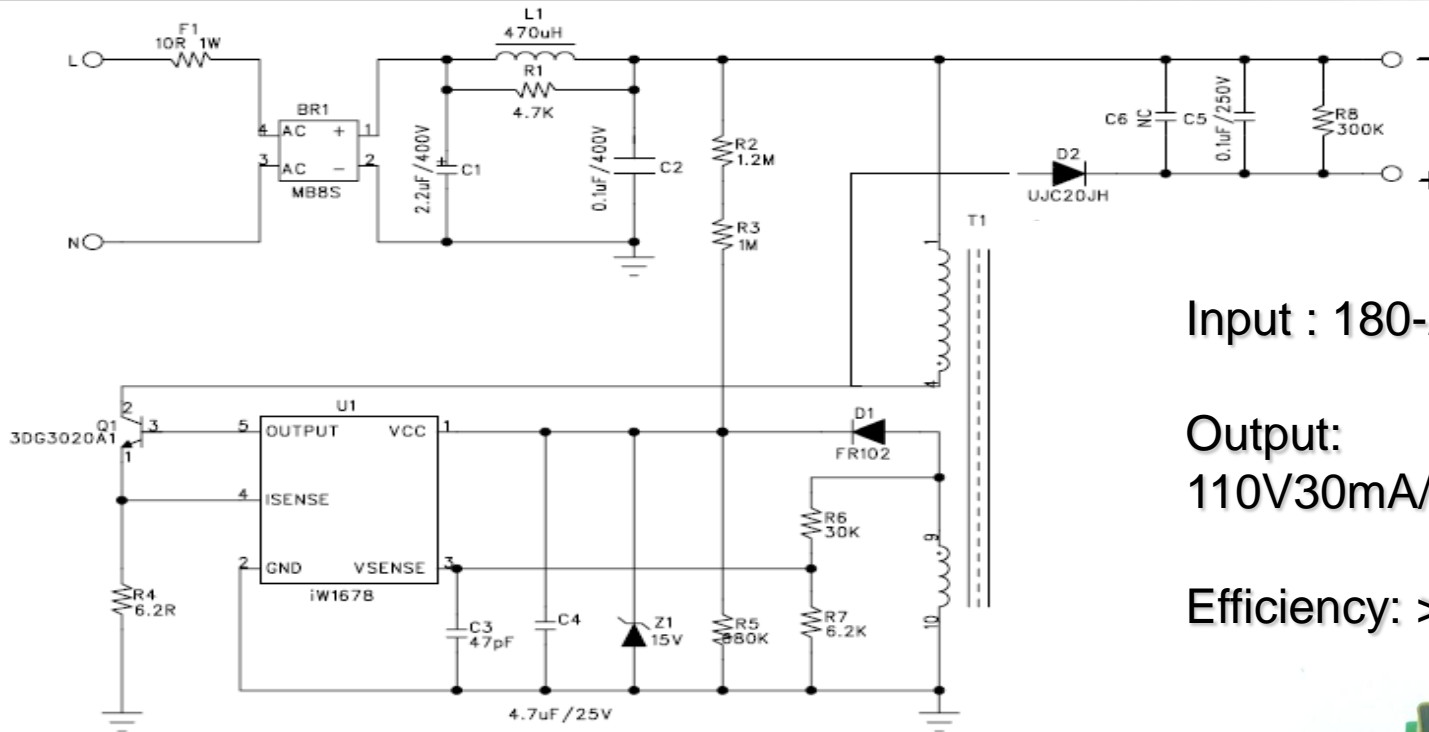 F1
10R 1W
L
N
BR1
4 AC + 1
3 AC - 2
MB8S
L1
470uH
R1
4.7K
2.2uF/400V
C1
0.1uF/400V
C2
R2
1.2M
R3
1M
D2
UJC20JH
C6
NC
C5
0.1uF/250V
R8
300K
-
+
T1
1
4
9
10
Q1
3DG3020A1
2
3
1
U1
5 OUTPUT VCC 1
4 ISENSE
2 GND VSENSE 3
iW1678
R4
6.2R
C3
47pF
C4
4.7uF/25V
Z1
15V
R5
D1
FR102
R6
30K
R7
6.2K
Input : 180-
Output:
110V30mA/
Efficiency: >